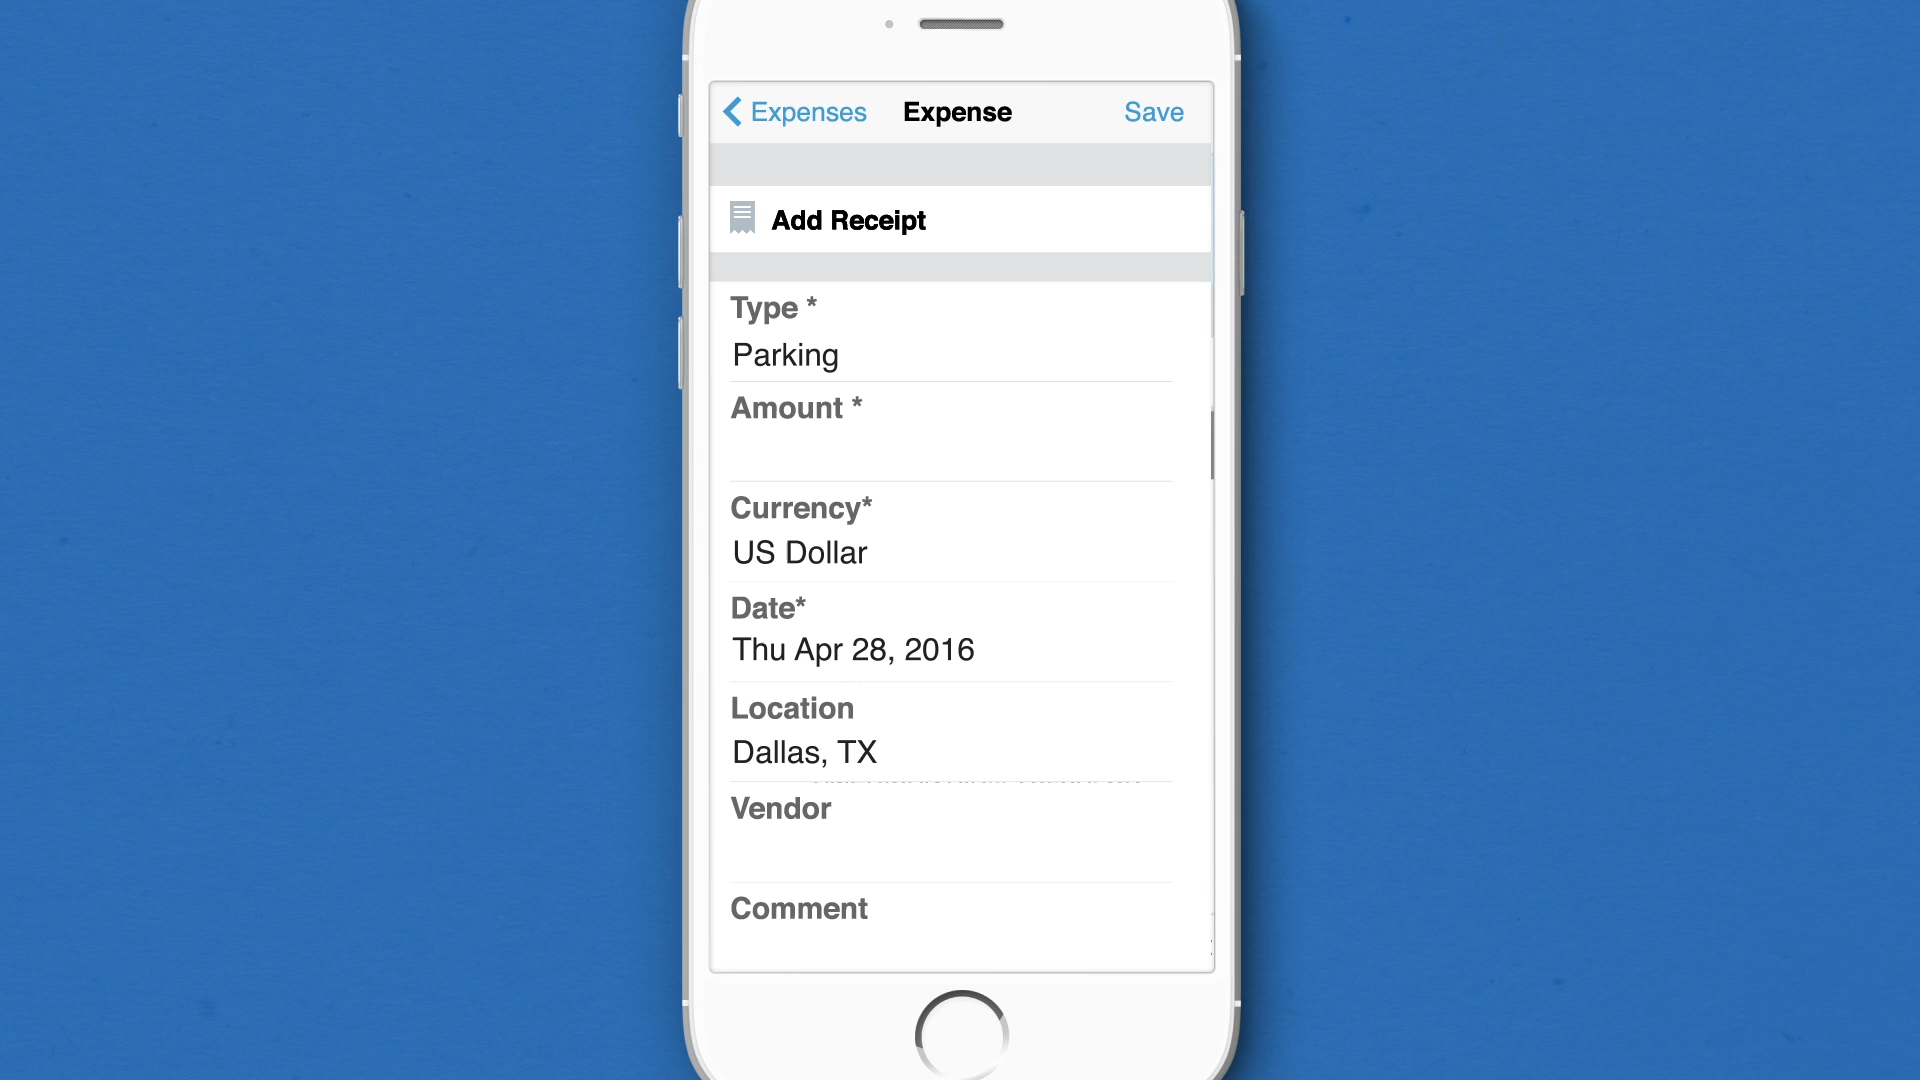 Expenses
Expense
Save
Add Receipt
Type *
Parking
Amount *
Currency*
US Dollar
Date*
Thu Apr 28, 2016
Location
Dallas, TX
Vendor
Comment